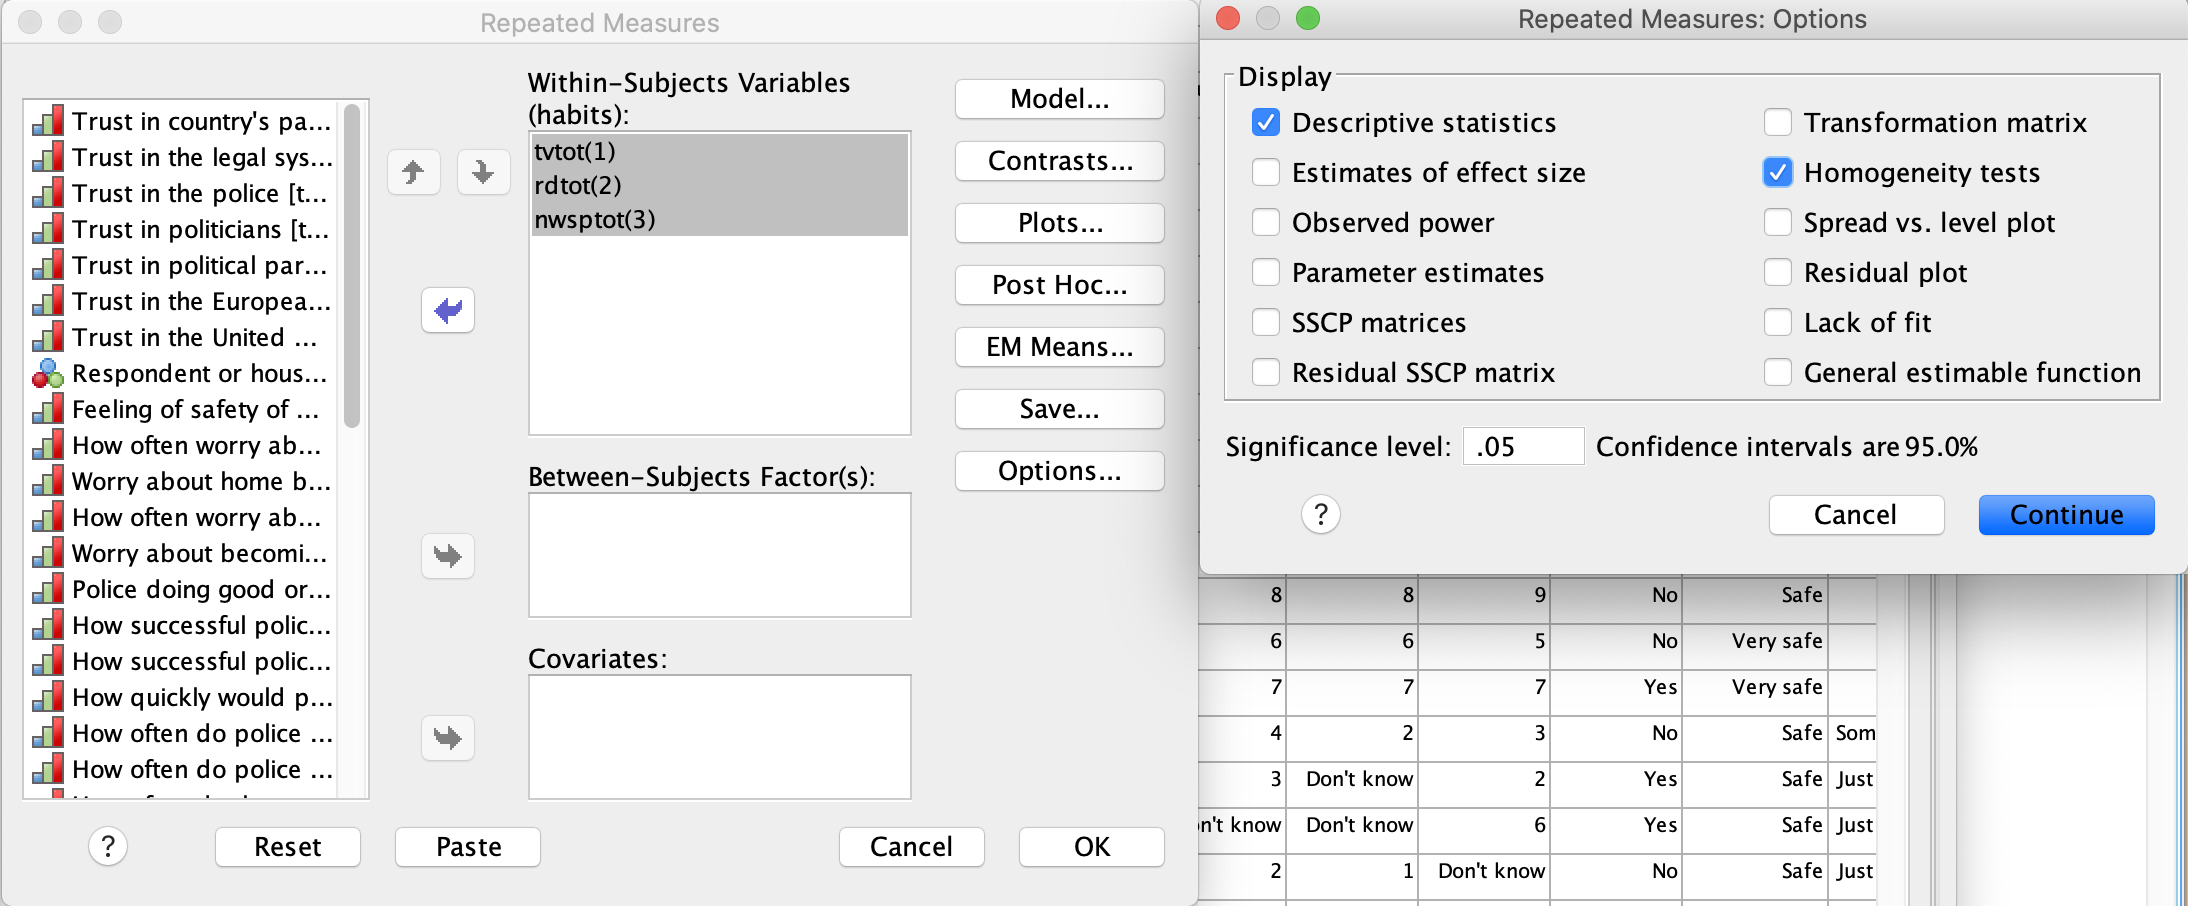 Repeated Measures
Trust in country's pa...
Trust in the legal sys...
Trust in the police [t...
Trust in politicians [t...
Trust in political par...
Trust in the Europea...
Trust in the United ...
Respondent or hous...
Feeling of safety of ...
How often worry ab...
Worry about home b...
How often worry ab...
Worry about becomi...
Police doing good or...
How successful polic...
How successful polic...
How quickly would p...
How often do police ...
How often do police ...
Within-Subjects Variables
(habits):
tvtot(1)
rdtot(2)
nwsptot(3)
Between-Subjects Factor(s):
Covariates:
Model...
Contrasts...
Plots...
Post Hoc...
EM Means...
Save...
Options...
?
Reset
Paste
Cancel
OK
Repeated Measures: Options
Display
Descriptive statistics
Estimates of effect size
Observed power
Parameter estimates
SSCP matrices
Residual SSCP matrix
Transformation matrix
Homogeneity tests
Spread vs. level plot
Residual plot
Lack of fit
General estimable function
Significance level: .05 Confidence intervals are 95.0%
?
Cancel
Continue
8 8 9 No Safe
6 6 5 No Very safe
7 7 7 Yes Very safe
4 2 3 No Safe Som
3 Don't know 2 Yes Safe Just
n't know Don't know 6 Yes Safe Just
2 1 Don't know No Safe Just